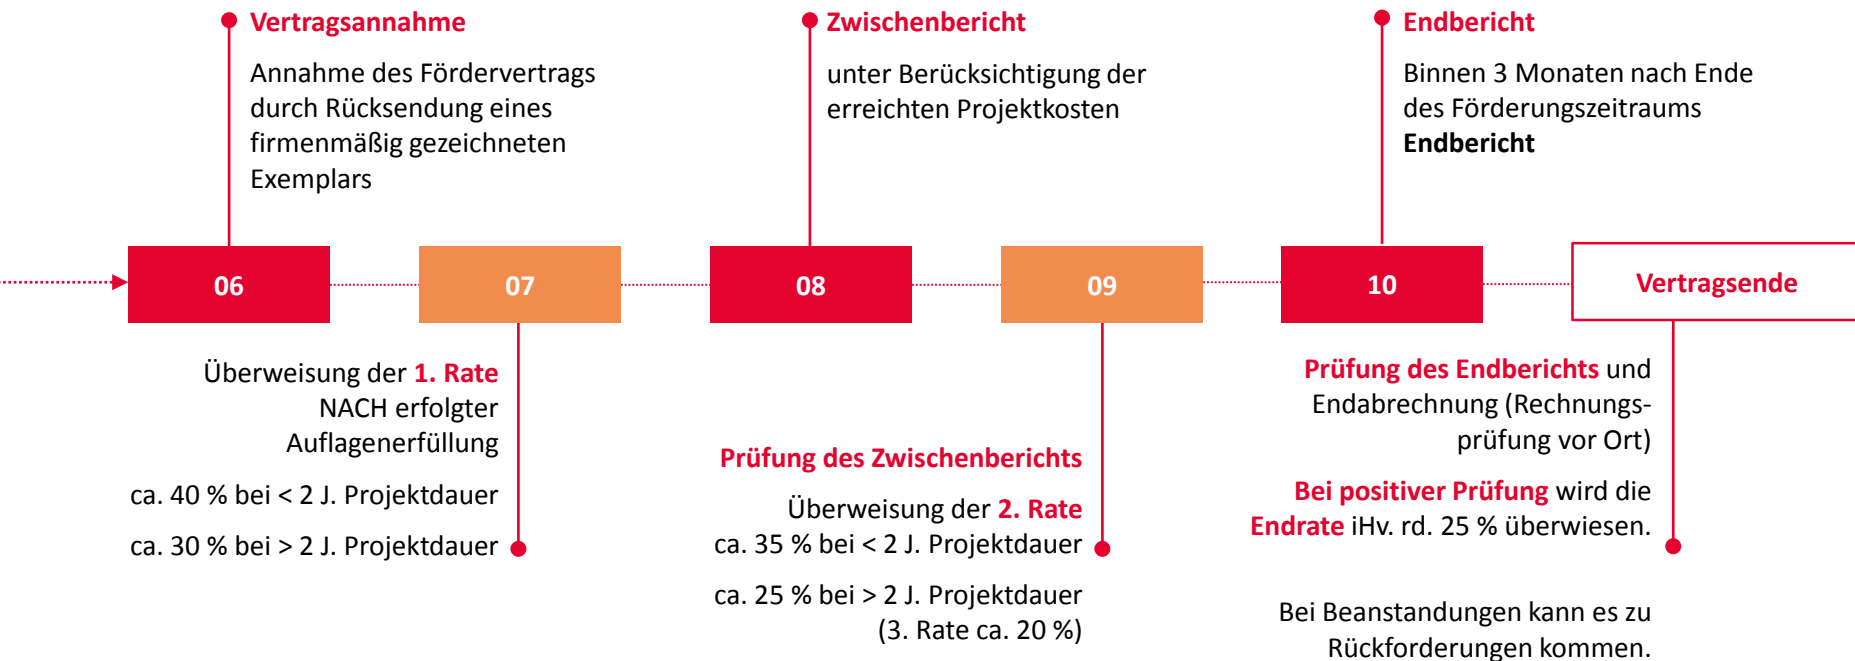 Vertragsannahme
Annahme des Fördervertrags
durch Rücksendung eines
firmenmäßig gezeichneten
Exemplars
Zwischenbericht
unter Berücksichtigung der
erreichten Projektkosten
Endbericht
Binnen 3 Monaten nach Ende
des Förderungszeitraums
Endbericht
06
07
08
09
10
Vertragsende
Überweisung der 1. Rate
NACH erfolgter
Auflagenerfüllung
ca. 40 % bei < 2 J. Projektdauer
ca. 30 % bei > 2 J. Projektdauer
Prüfung des Zwischenberichts
Überweisung der 2. Rate
ca. 35 % bei < 2 J. Projektdauer
ca. 25 % bei > 2 J. Projektdauer
(3. Rate ca. 20 %)
Prüfung des Endberichts und
Endabrechnung (Rechnungs-
prüfung vor Ort)
Bei positiver Prüfung wird die
Endrate iHv. rd. 25 % überwiesen.
Bei Beanstandungen kann es zu
Rückforderungen kommen.